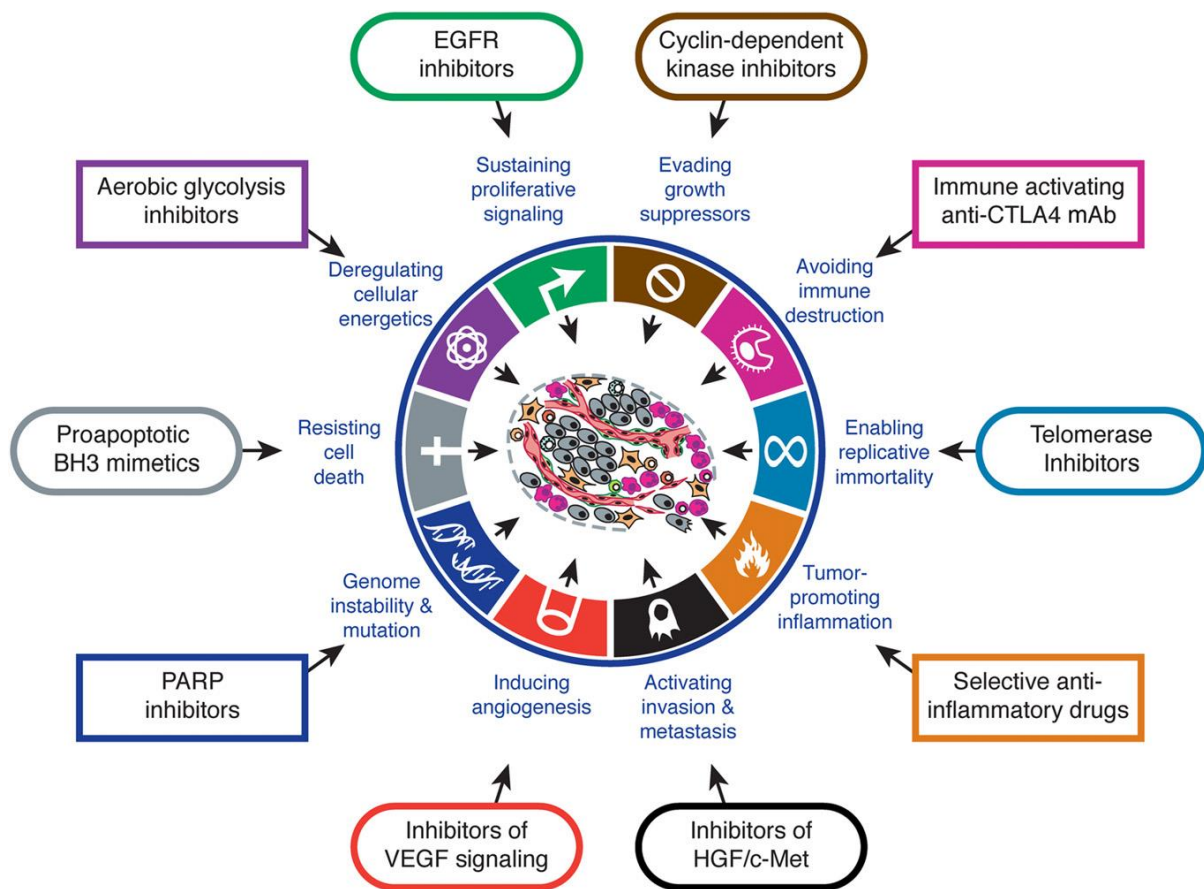 EGFR
inhibitors
Cyclin-dependent
kinase inhibitors
Sustaining
proliferative
signaling
Evading
growth
suppressors
Aerobic glycolysis
inhibitors
Immune activating
anti-CTLA4 mAb
Deregulating
cellular
energetics
Avoiding
immune
destruction
Proapoptotic
BH3 mimetics
Resisting
cell
death
Enabling
replicative
immortality
Telomerase
Inhibitors
Genome
instability &
mutation
Tumor-
promoting
inflammation
PARP
inhibitors
Inducing
angiogenesis
Activating
invasion &
metastasis
Selective anti-
inflammatory drugs
Inhibitors of
VEGF signaling
Inhibitors of
HGF/c-Met